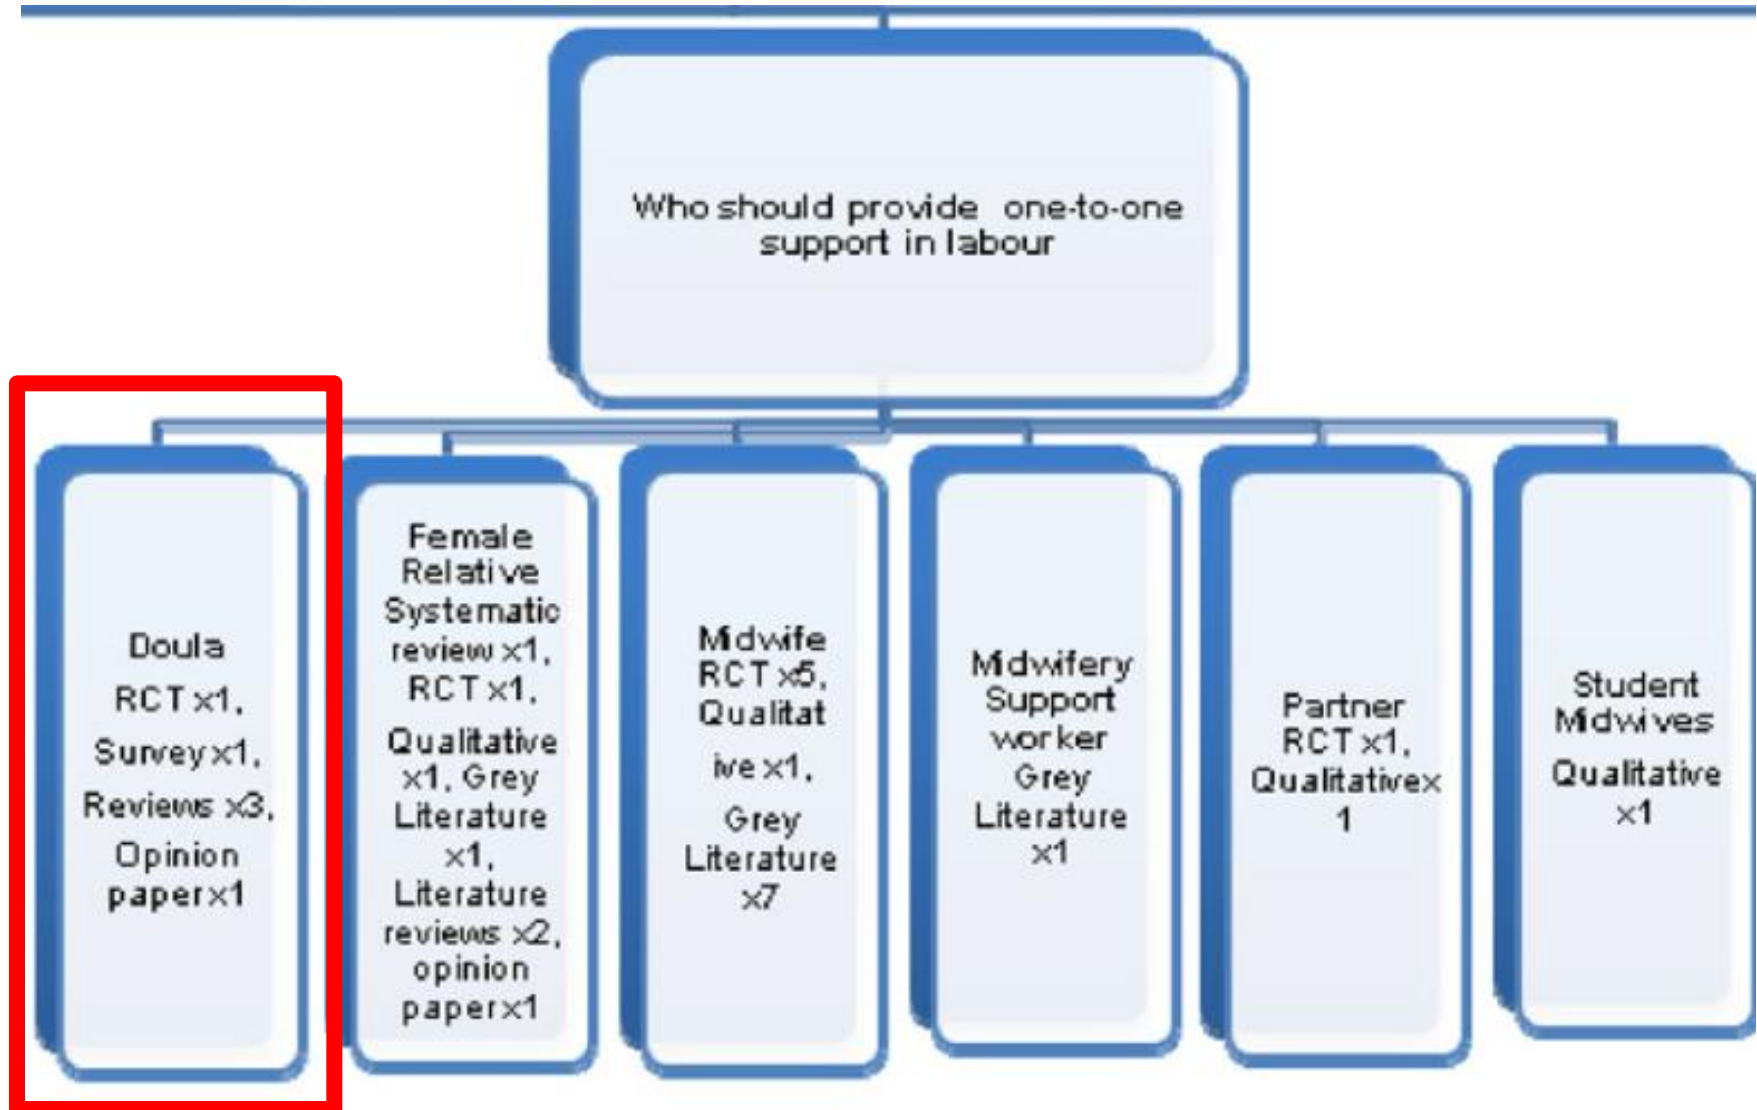 Who should provide one-to-one
support in labour
Doula
RCT x1,
Survey x1,
Reviews x3,
Opinion
paper x1
Female
Relative
Systematic
review x1,
RCT x1,
Qualitative
x1, Grey
Literature
x1,
Literature
reviews x2,
opinion
paper x1
Midwife
RCT x5,
Qualitat
ive x1,
Grey
Literature
x7
Midwifery
Support
worker
Grey
Literature
x1
Partner
RCT x1,
Qualitative x
1
Student
Midwives
Qualitative
x1